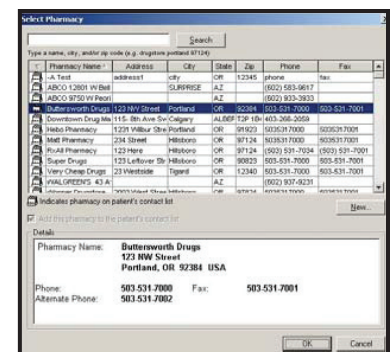 Select Pharmacy
Search
Type a name, city, and/or zip code (e.g. drugstore portland 97124)
Pharmacy Name Address City State Zip Phone Fax
-A Test address1 city OR 12345 phone fax
ABCO 12801 W Bell SURPRISE AZ (602) 583-9617
ABCO 9750 W Peori AZ (602) 933-3933
Buttersworth Drugs 123 NW Street Portland OR 92384 503-531-7000 503-531-7001
Downtown Drug Ma 115- 8th Ave Sw Calgary ALBER T2P 1B4 403-266-2059
Hebo Pharmacy 1231 Wilbur Stre Portland OR 91923 5035317000 5035317001
Matt Pharmacy 234 Street Hillsboro OR 97124 5035317000 5035317001
RxAll Pharmacy 123 Here Hillsboro OR 97124 (503) 531-7034 (503) 531-7001
Super Drugs 123 Leftover Str Hillsboro OR 90823 503-531-7000 503-531-7001
Very Cheap Drugs 23 Westside Tigard OR 12340 503-531-7000 503-531-7001
WALGREEN'S 43 A AZ (602) 937-9231
Indicates pharmacy on patient's contact list
New...
Add this pharmacy to the patient's contact list
Details
Pharmacy Name: Buttersworth Drugs
123 NW Street
Portland, OR 92384 USA
Phone: 503-531-7000 Fax: 503-531-7001
Alternate Phone: 503-531-7002
OK Cancel